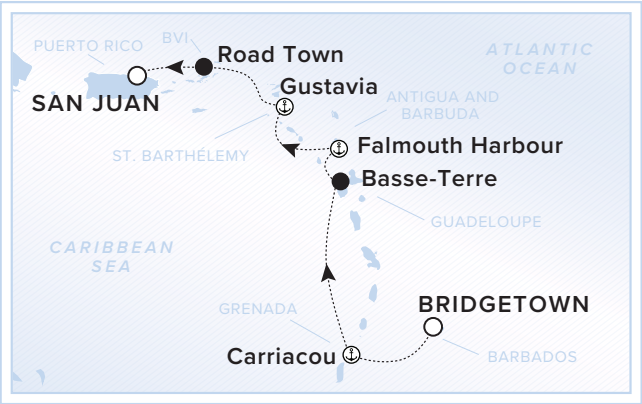 PUERTO RICO
BVI
Road Town
ATLANTIC
OCEAN
SAN JUAN
Gustavia
ANTIGUA AND
BARBUDA
ST. BARTHÉLEMY
Falmouth Harbour
Basse-Terre
GUADELOUPE
CARIBBEAN
SEA
GRENADA
BRIDGETOWN
Carriacou
BARBADOS